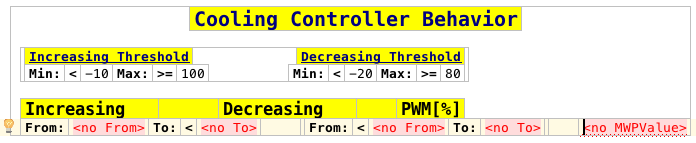 Cooling Controller Behavior
Increasing Threshold Decreasing Threshold
Min: < −10 Max: >= 100 Min: < −20 Max: >= 80
Increasing Decreasing PWM[%]
From: <no From> To: < <no To> From: < <no From> To: <no To> <no MWPValue>